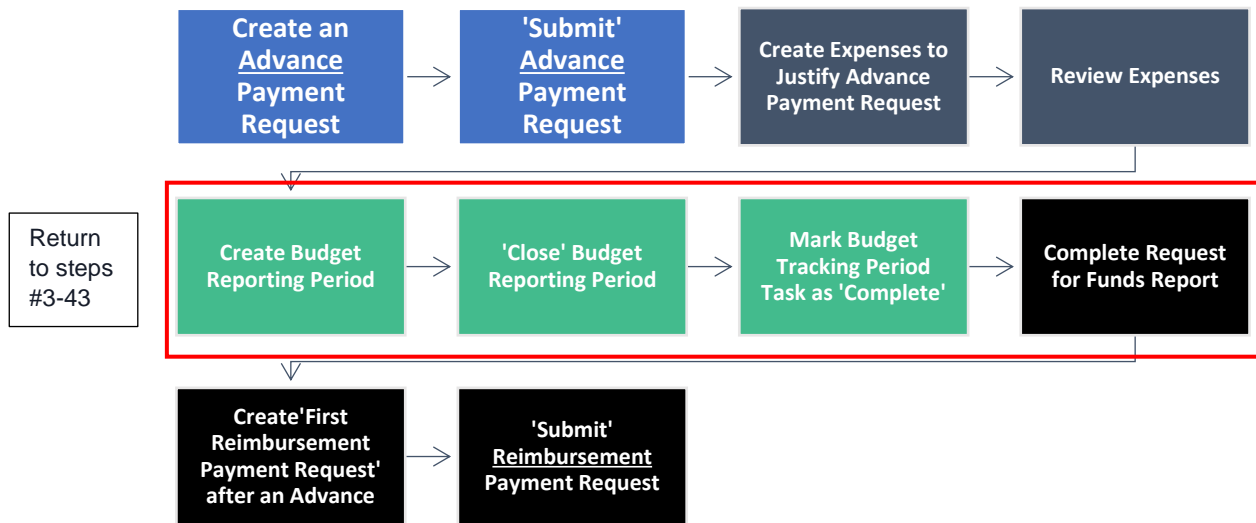 Create an
Advance
Payment
Request
'Submit'
Advance
Payment
Request
Create Expenses to
Justify Advance
Payment Request
Review Expenses
Return
to steps
#3-43
Create Budget
Reporting Period
'Close' Budget
Reporting Period
Mark Budget
Tracking Period
Task as 'Complete'
Complete Request
for Funds Report
Create'First
Reimbursement
Payment Request'
after an Advance
'Submit'
Reimbursement
Payment Request